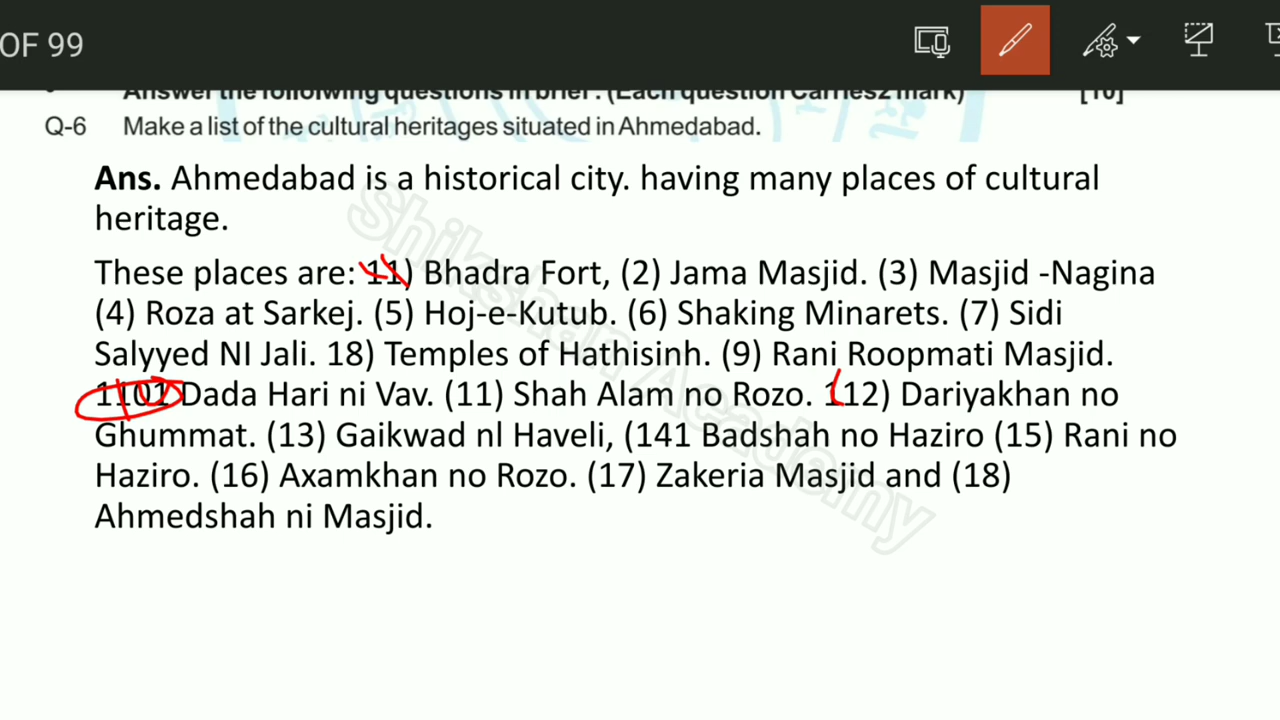 OF 99
Answer the following questions in brief : (Each question Carries2 mark) [10]
Q-6 Make a list of the cultural heritages situated in Ahmedabad.
Ans. Ahmedabad is a historical city. having many places of cultural
heritage.
These places are: 11) Bhadra Fort, (2) Jama Masjid. (3) Masjid -Nagina
(4) Roza at Sarkej. (5) Hoj-e-Kutub. (6) Shaking Minarets. (7) Sidi
Salyyed NI Jali. 18) Temples of Hathisinh. (9) Rani Roopmati Masjid.
1101 Dada Hari ni Vav. (11) Shah Alam no Rozo. 112) Dariyakhan no
Ghummat. (13) Gaikwad nl Haveli, (141 Badshah no Haziro (15) Rani no
Haziro. (16) Axamkhan no Rozo. (17) Zakeria Masjid and (18)
Ahmedshah ni Masjid.
Shikshan Academy